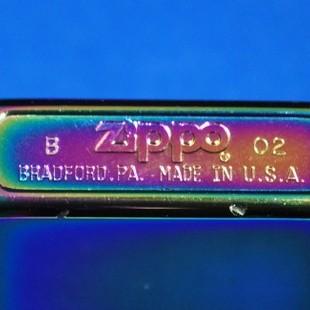 B Zippo® 02
BRADFORD, PA. MADE IN U.S.A.